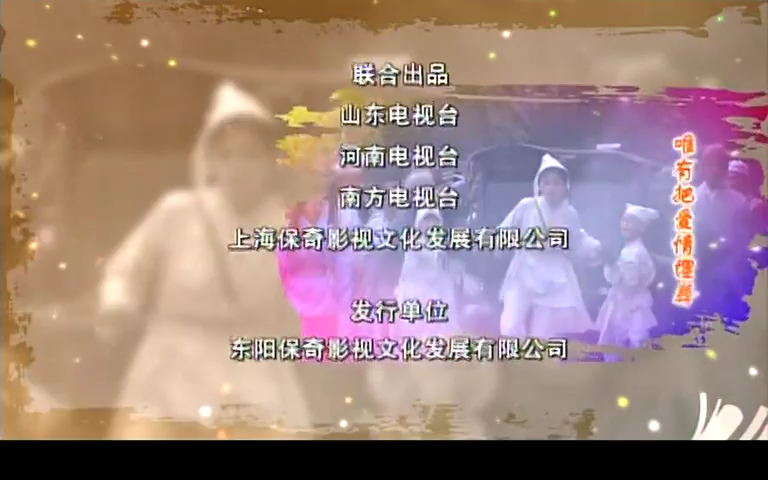 联合出品
山东电视台
河南电视台
南方电视台
上海保奇影视文化发展有限公司
发行单位
东阳保奇影视文化发展有限公司
唯有把爱情埋葬